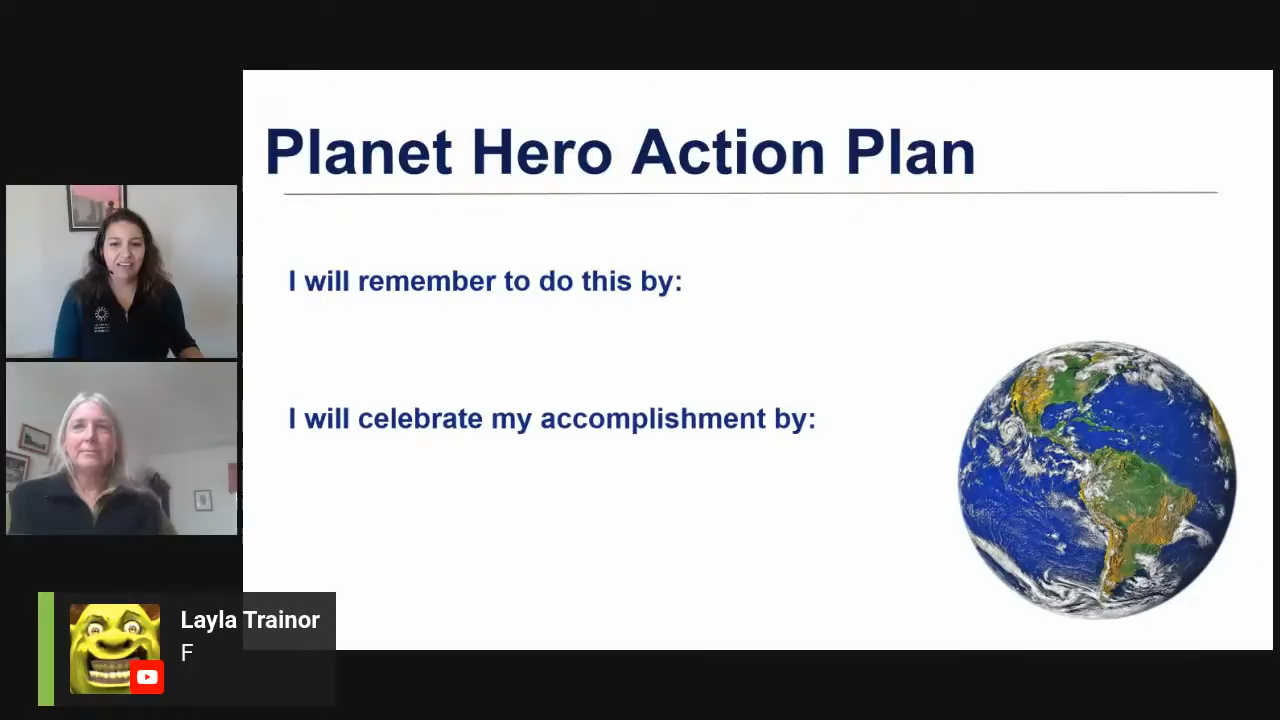 Planet Hero Action Plan
I will remember to do this by:
I will celebrate my accomplishment by:
Layla Trainor
F